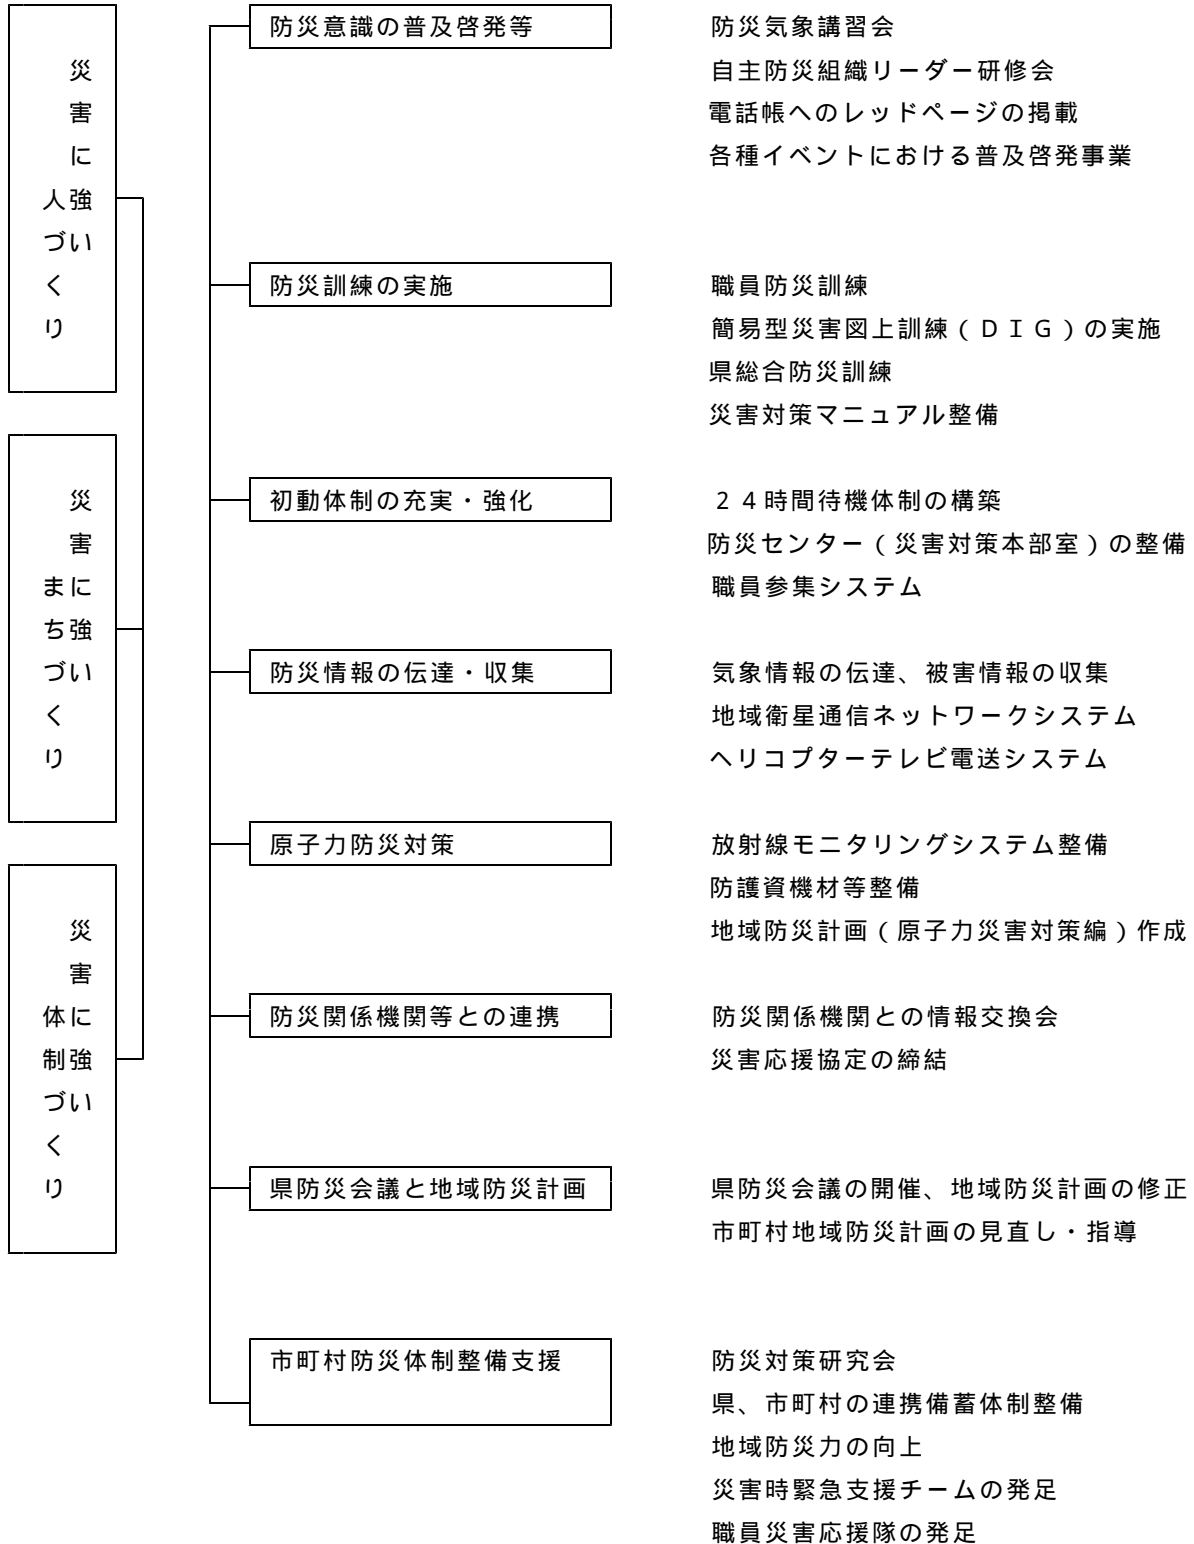 災害に強い
人づくり
災害に強い
まちづくり
災害に強い
体制づくり
防災意識の普及啓発等
防災気象講習会
自主防災組織リーダー研修会
電話帳へのレッドページの掲載
各種イベントにおける普及啓発事業
防災訓練の実施
職員防災訓練
簡易型災害図上訓練（ＤＩＧ）の実施
県総合防災訓練
災害対策マニュアル整備
初動体制の充実・強化
２４時間待機体制の構築
防災センター（災害対策本部室）の整備
職員参集システム
防災情報の伝達・収集
気象情報の伝達、被害情報の収集
地域衛星通信ネットワークシステム
ヘリコプターテレビ電送システム
原子力防災対策
放射線モニタリングシステム整備
防護資機材等整備
地域防災計画（原子力災害対策編）作成
防災関係機関等との連携
防災関係機関との情報交換会
災害応援協定の締結
県防災会議と地域防災計画
県防災会議の開催、地域防災計画の修正
市町村地域防災計画の見直し・指導
市町村防災体制整備支援
防災対策研究会
県、市町村の連携備蓄体制整備
地域防災力の向上
災害時緊急支援チームの発足
職員災害応援隊の発足